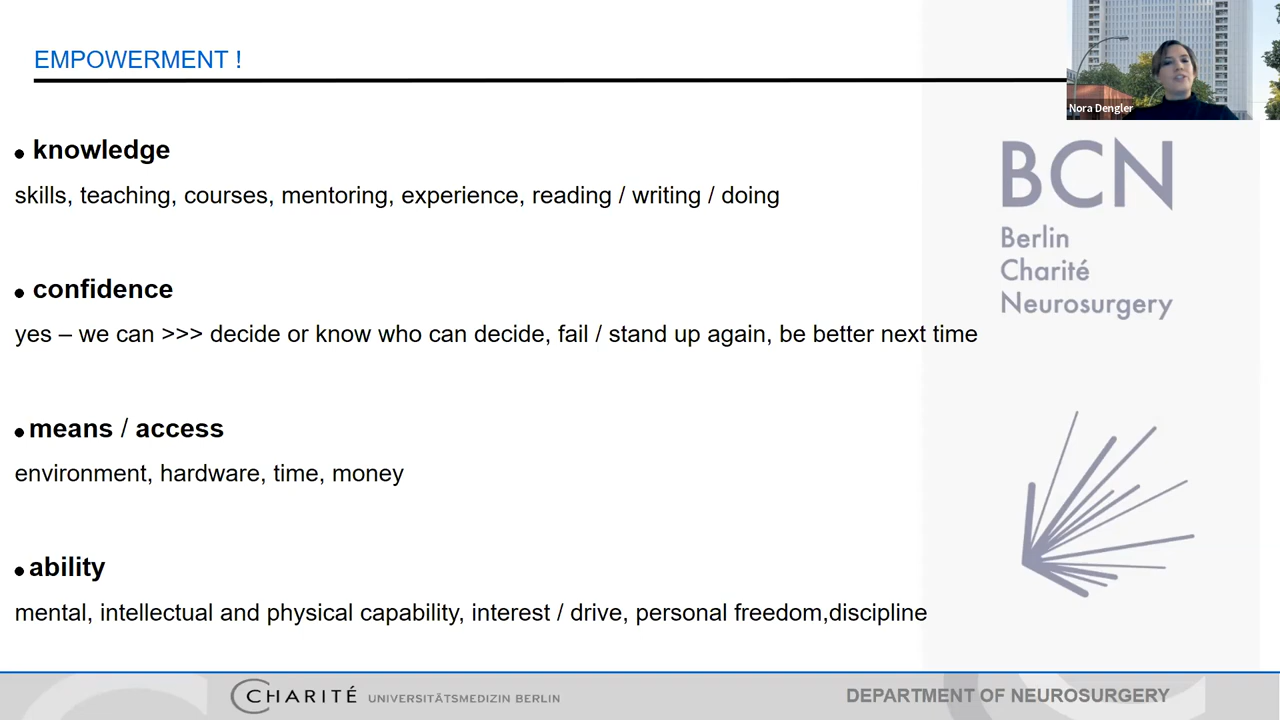 EMPOWERMENT !
Nora Dengler
• knowledge
skills, teaching, courses, mentoring, experience, reading / writing / doing
• confidence
yes – we can >>> decide or know who can decide, fail / stand up again, be better next time
• means / access
environment, hardware, time, money
• ability
mental, intellectual and physical capability, interest / drive, personal freedom,discipline
BCN
Berlin
Charité
Neurosurgery
CHARITÉ UNIVERSITÄTSMEDIZIN BERLIN
DEPARTMENT OF NEUROSURGERY